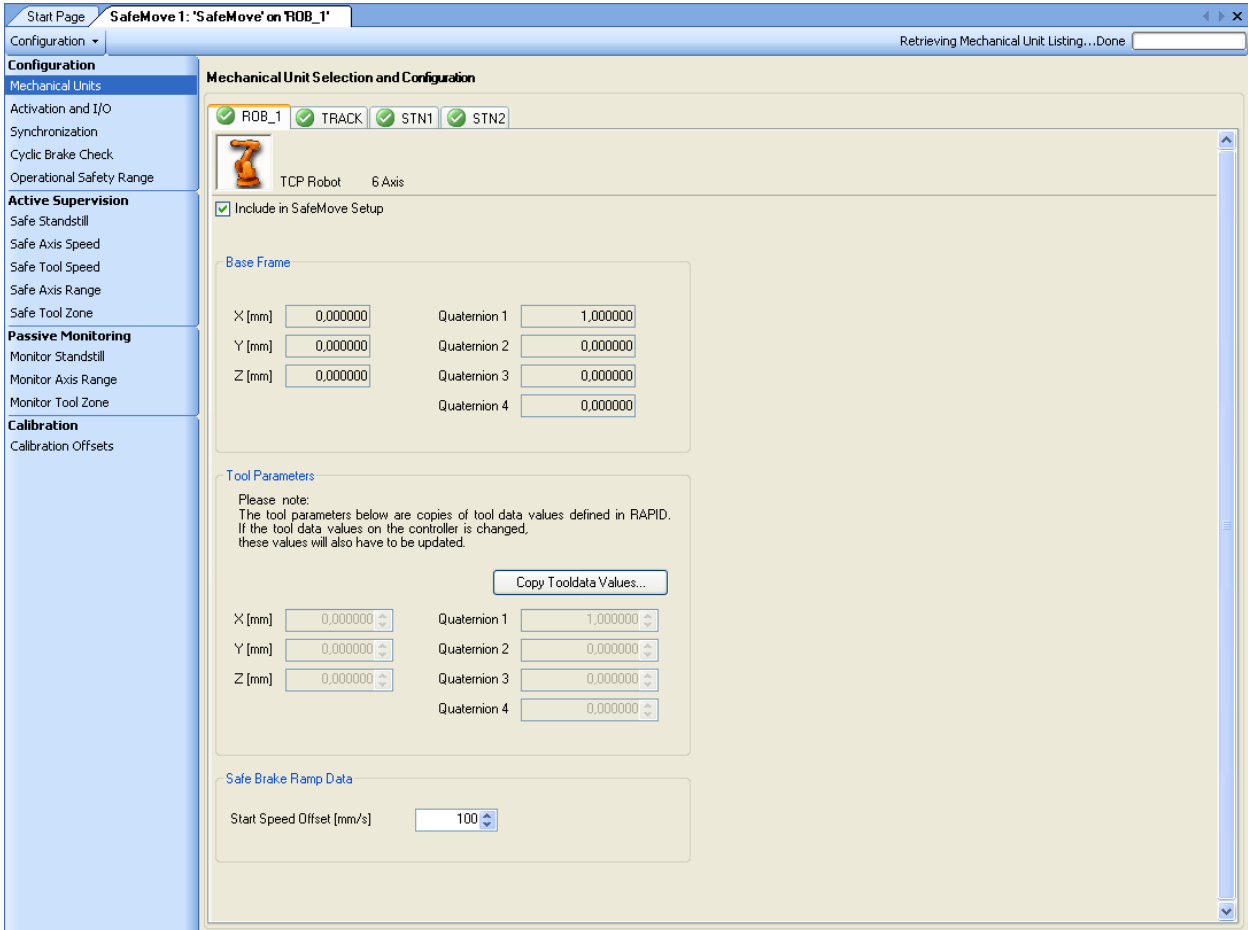 Start Page
SafeMove 1: 'SafeMove' on 'ROB_1'
Configuration
Retrieving Mechanical Unit Listing...Done
Configuration
Mechanical Units
Activation and I/O
Synchronization
Cyclic Brake Check
Operational Safety Range
Active Supervision
Safe Standstill
Safe Axis Speed
Safe Tool Speed
Safe Axis Range
Safe Tool Zone
Passive Monitoring
Monitor Standstill
Monitor Axis Range
Monitor Tool Zone
Calibration
Calibration Offsets
Mechanical Unit Selection and Configuration
ROB_1 TRACK STN1 STN2
TCP Robot 6 Axis
Include in SafeMove Setup
Base Frame
X [mm] 0,000000 Quaternion 1 1,000000
Y [mm] 0,000000 Quaternion 2 0,000000
Z [mm] 0,000000 Quaternion 3 0,000000
Quaternion 4 0,000000
Tool Parameters
Please note:
The tool parameters below are copies of tool data values defined in RAPID.
If the tool data values on the controller is changed,
these values will also have to be updated.
Copy Tooldata Values...
X [mm] 0,000000 Quaternion 1 1,000000
Y [mm] 0,000000 Quaternion 2 0,000000
Z [mm] 0,000000 Quaternion 3 0,000000
Quaternion 4 0,000000
Safe Brake Ramp Data
Start Speed Offset [mm/s] 100